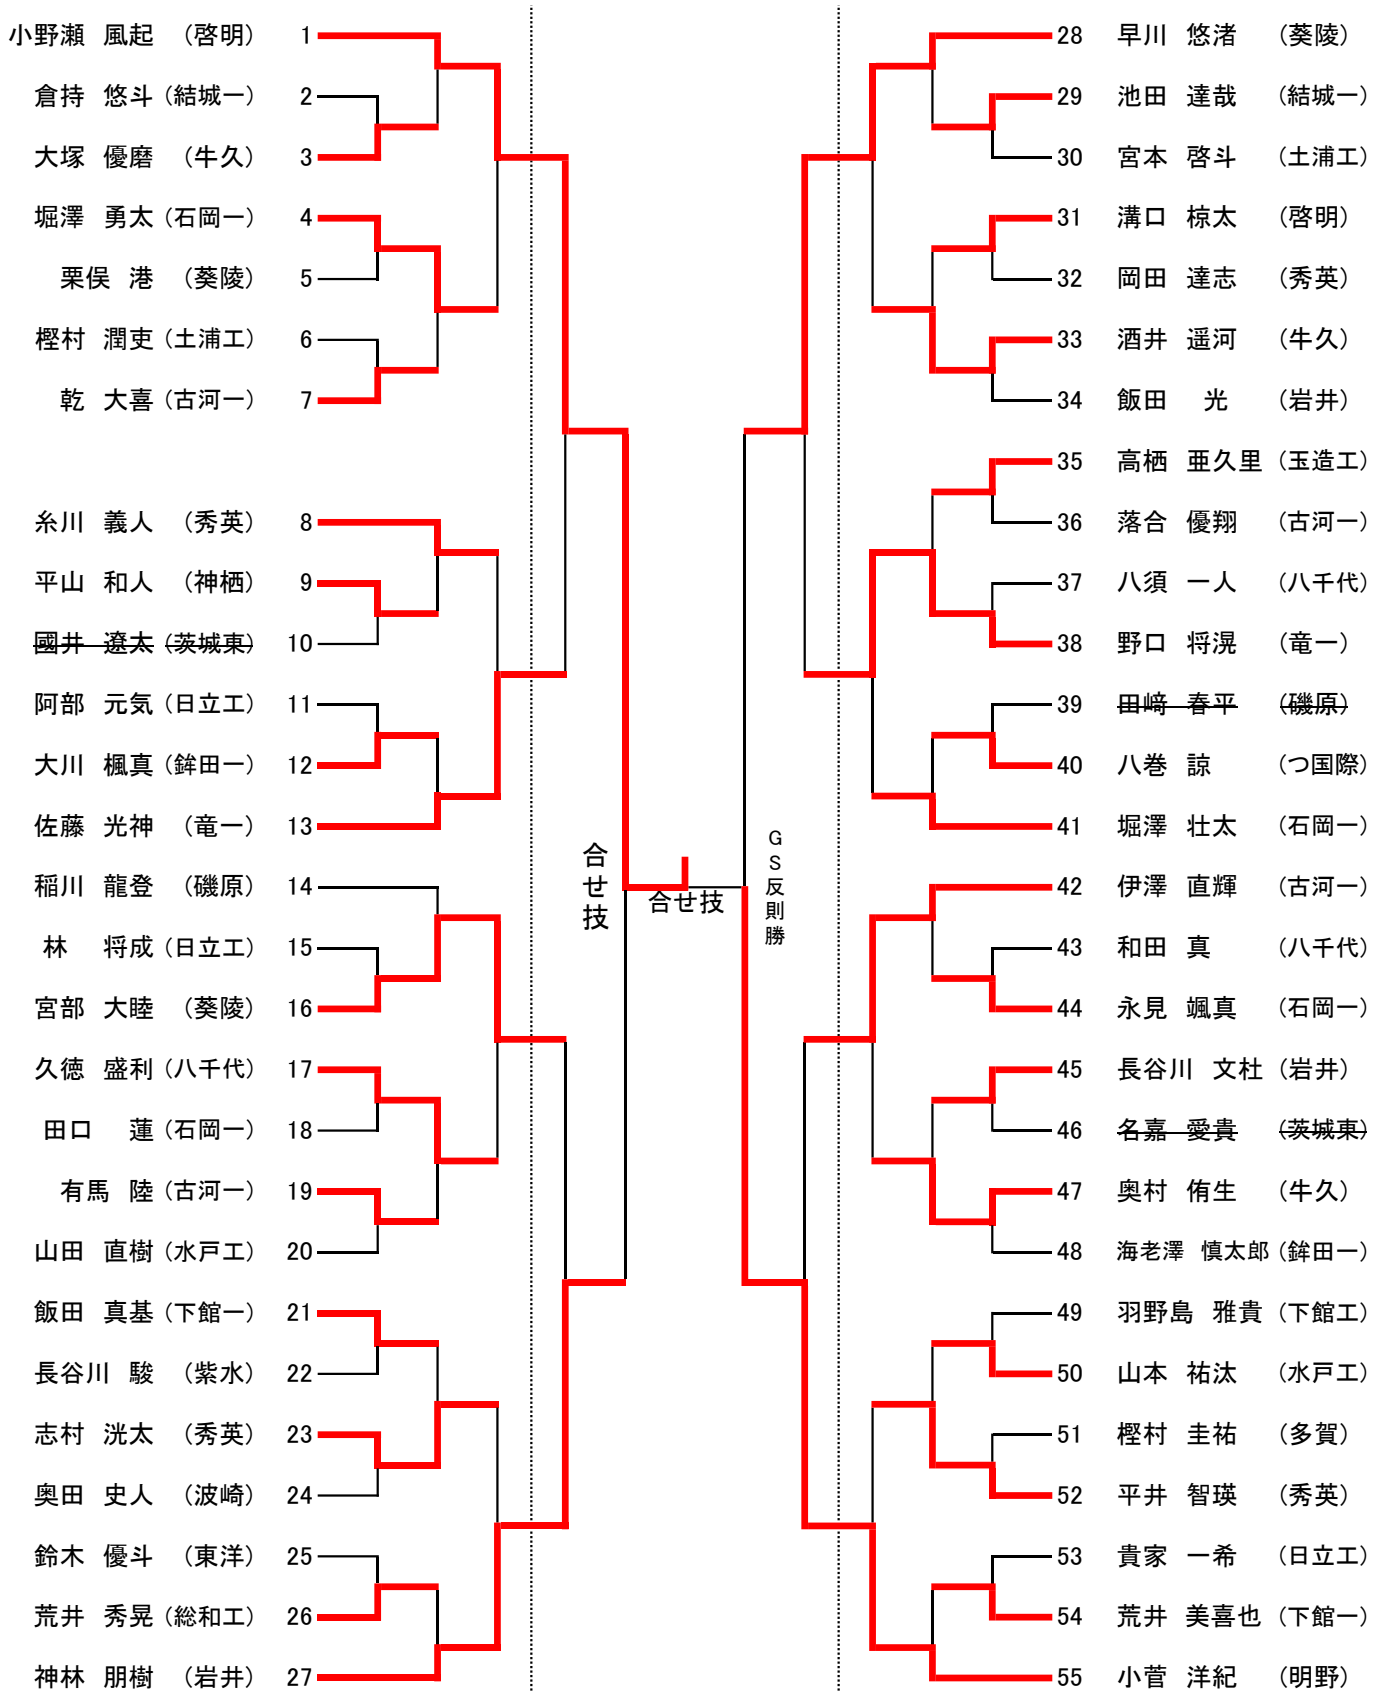 小野瀬 風起 （啓明） 1
倉持 悠斗（結城一） 2
大塚 優磨 （牛久） 3
堀澤 勇太（石岡一） 4
栗俣 港 （葵陵） 5
樫村 潤吏（土浦工） 6
乾 大喜（古河一） 7
糸川 義人 （秀英） 8
平山 和人 （神栖） 9
國井 遼太（茨城東） 10
阿部 元気（日立工） 11
大川 楓真（鉾田一） 12
佐藤 光神 （竜一） 13
稲川 龍登 （磯原） 14
林 将成（日立工） 15
宮部 大睦 （葵陵） 16
久徳 盛利（八千代） 17
田口 蓮（石岡一） 18
有馬 陸（古河一） 19
山田 直樹（水戸工） 20
飯田 真基（下館一） 21
長谷川 駿 （紫水） 22
志村 洸太 （秀英） 23
奥田 史人 （波崎） 24
鈴木 優斗 （東洋） 25
荒井 秀晃（総和工） 26
神林 朋樹 （岩井） 27
合せ技
合せ技
GS反則勝
28 早川 悠渚 （葵陵）
29 池田 達哉 （結城一）
30 宮本 啓斗 （土浦工）
31 溝口 椋太 （啓明）
32 岡田 達志 （秀英）
33 酒井 遥河 （牛久）
34 飯田 光 （岩井）
35 高栖 亜久里（玉造工）
36 落合 優翔 （古河一）
37 八須 一人 （八千代）
38 野口 将滉 （竜一）
39 田﨑 春平 （磯原）
40 八巻 諒 （つ国際）
41 堀澤 壮太 （石岡一）
42 伊澤 直輝 （古河一）
43 和田 真 （八千代）
44 永見 颯真 （石岡一）
45 長谷川 文杜（岩井）
46 名嘉 愛貴 （茨城東）
47 奥村 侑生 （牛久）
48 海老澤 慎太郎（鉾田一）
49 羽野島 雅貴（下館工）
50 山本 祐汰 （水戸工）
51 樫村 圭祐 （多賀）
52 平井 智瑛 （秀英）
53 貴家 一希 （日立工）
54 荒井 美喜也（下館一）
55 小菅 洋紀 （明野）